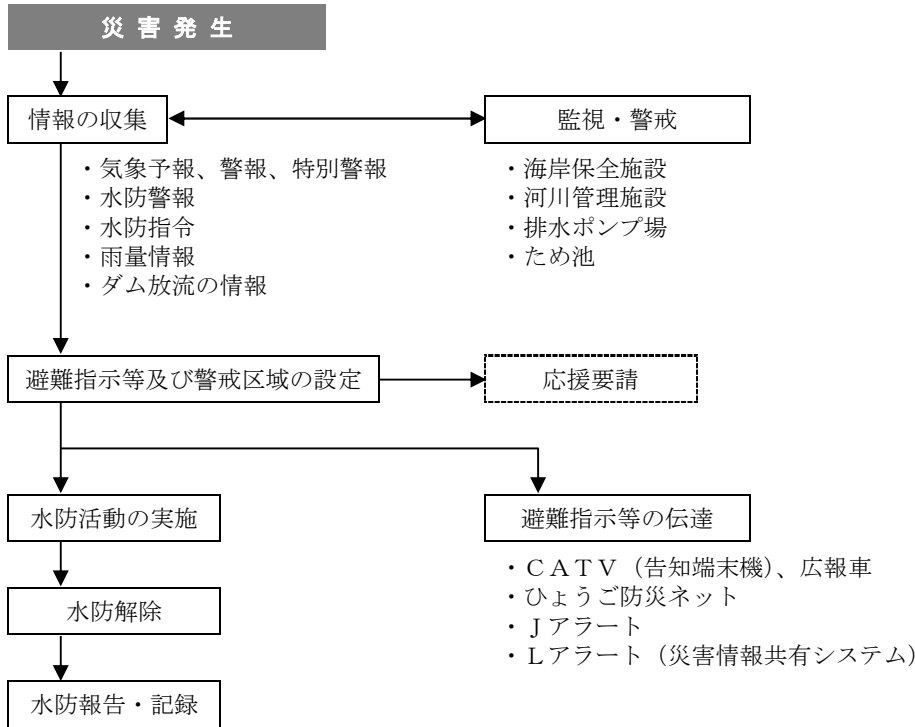 災 害 発 生
情報の収集
監視・警戒
・気象予報、警報、特別警報
・水防警報
・水防指令
・雨量情報
・ダム放流の情報
・海岸保全施設
・河川管理施設
・排水ポンプ場
・ため池
避難指示等及び警戒区域の設定
応援要請
水防活動の実施
避難指示等の伝達
・ＣＡＴＶ（告知端末機）、広報車
・ひょうご防災ネット
・Ｊアラート
・Ｌアラート（災害情報共有システム）
水防解除
水防報告・記録